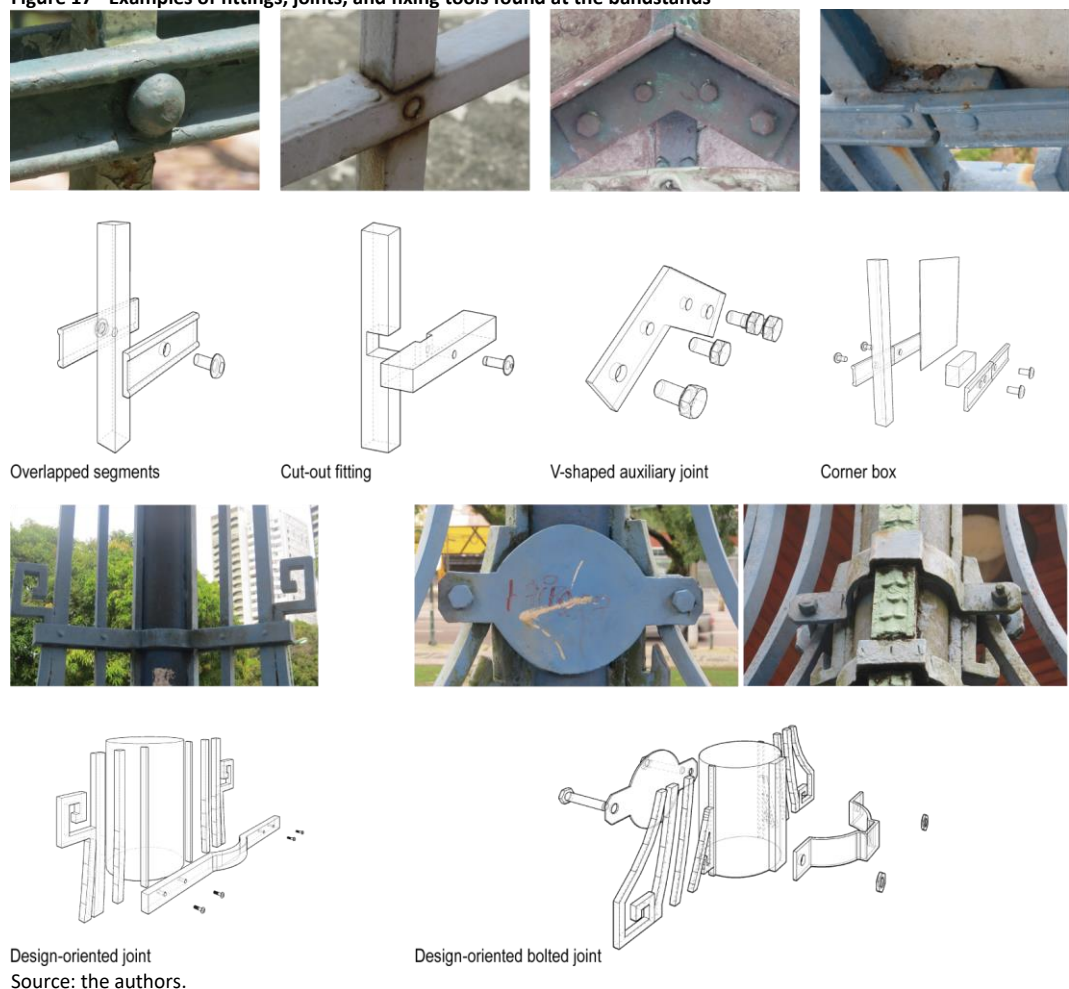 Figure 17 - Examples of fittings, joints, and fixing tools found at the bandstands
Overlapped segments
Cut-out fitting
V-shaped auxiliary joint
Corner box
Design-oriented joint
Design-oriented bolted joint
Source: the authors.